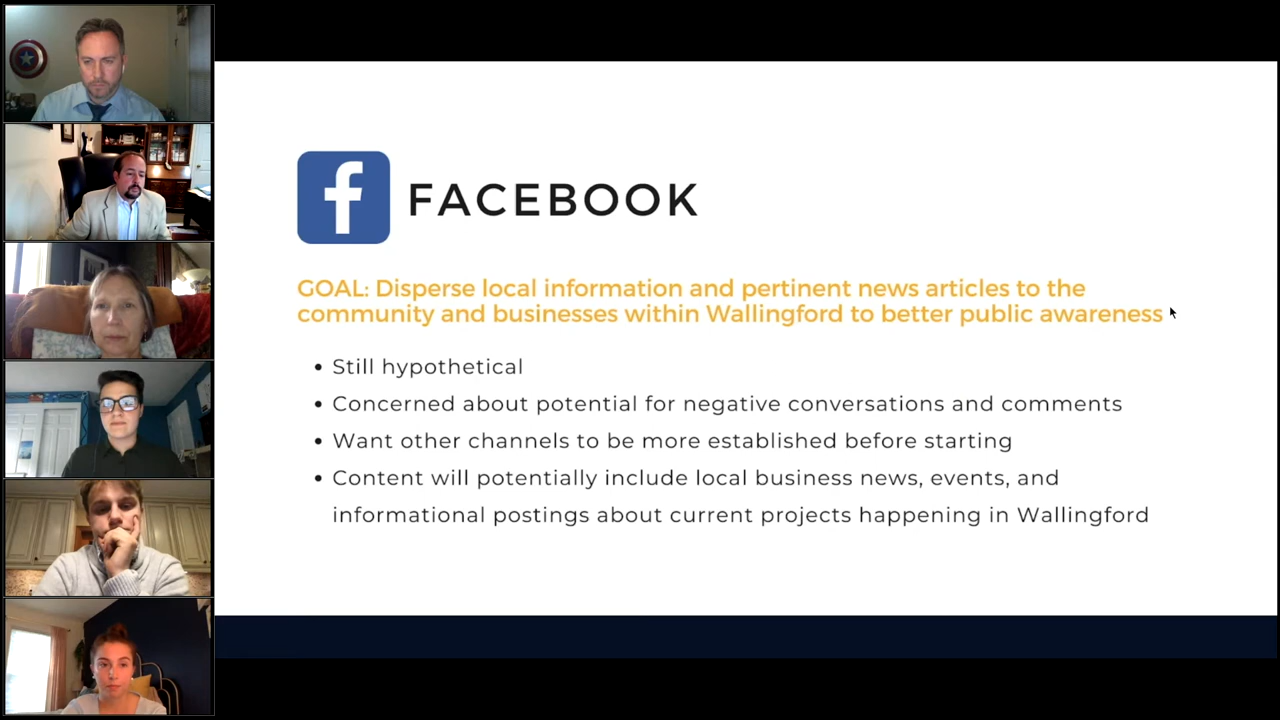 FACEBOOK
GOAL: Disperse local information and pertinent news articles to the
community and businesses within Wallingford to better public awareness
• Still hypothetical
• Concerned about potential for negative conversations and comments
• Want other channels to be more established before starting
• Content will potentially include local business news, events, and
informational postings about current projects happening in Wallingford